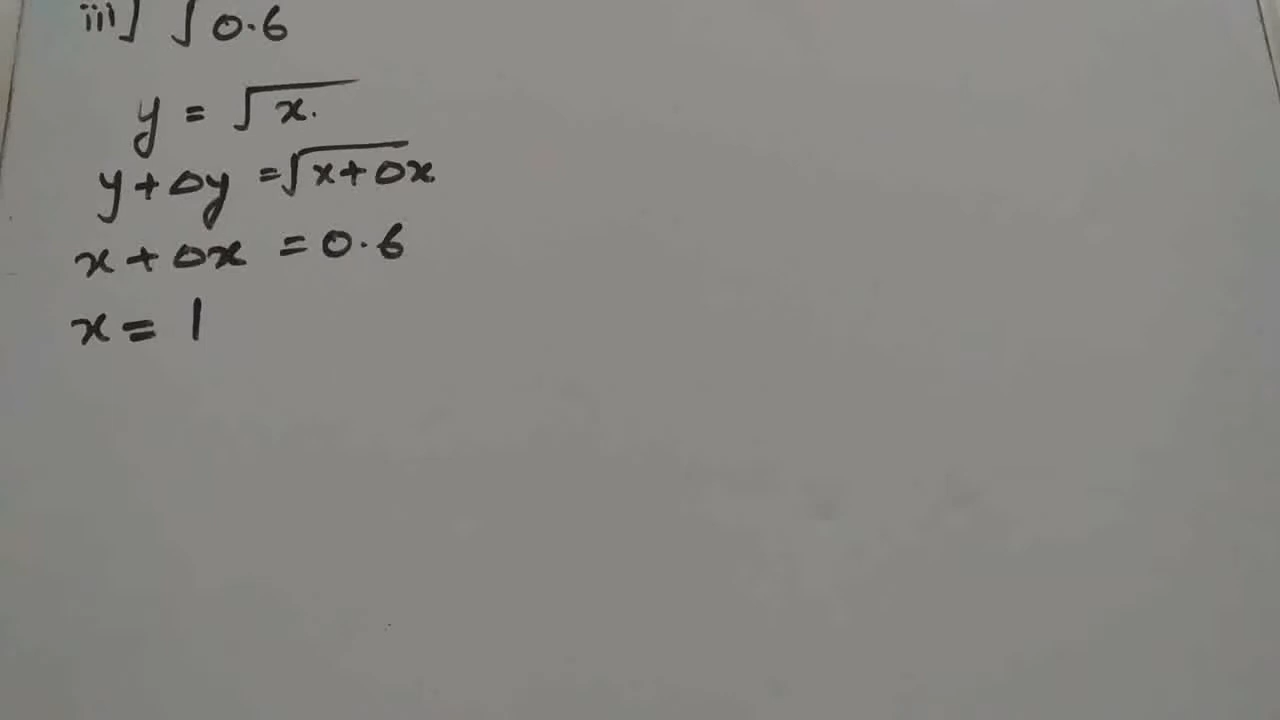 iii] √0.6
y = √x.
y + Δy = √x + Δx
x + Δx = 0.6
x = 1